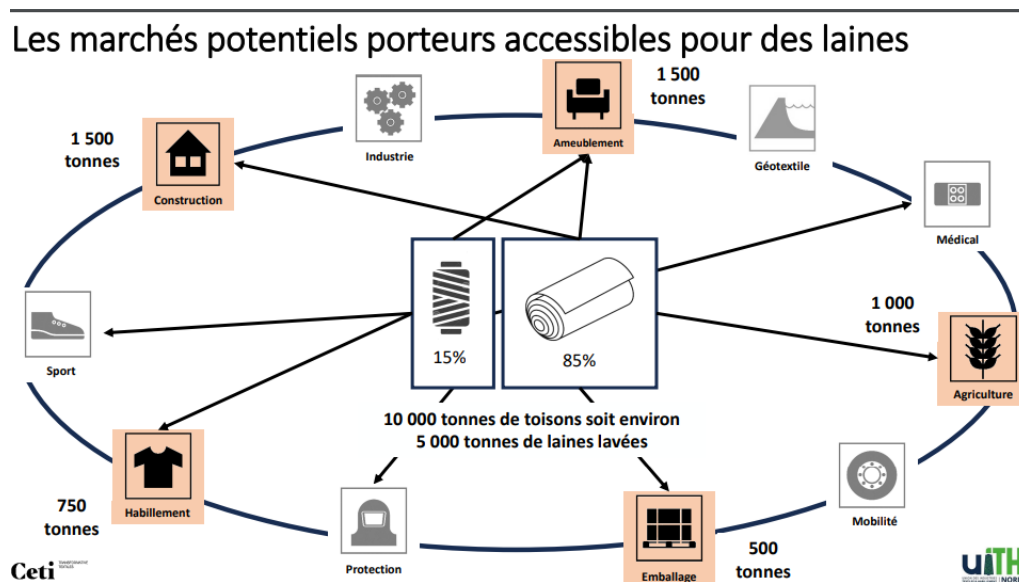 Les marchés potentiels porteurs accessibles pour des laines
1 500
tonnes
Industrie
1 500
tonnes
Ameublement
Géotextile
Construction
Médical
1 000
tonnes
Sport
15%
85%
Agriculture
10 000 tonnes de toisons soit environ
5 000 tonnes de laines lavées
Habillement
750
tonnes
Protection
Mobilité
500
tonnes
Emballage
Ceti
UITH
NORD